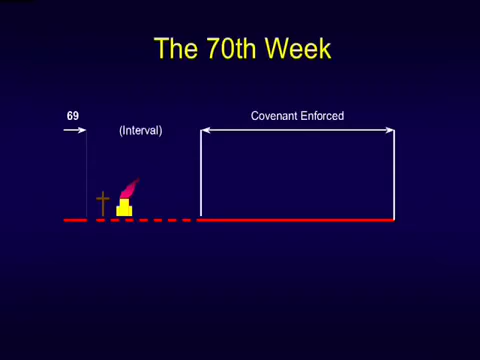 The 70th Week
69
(Interval)
Covenant Enforced